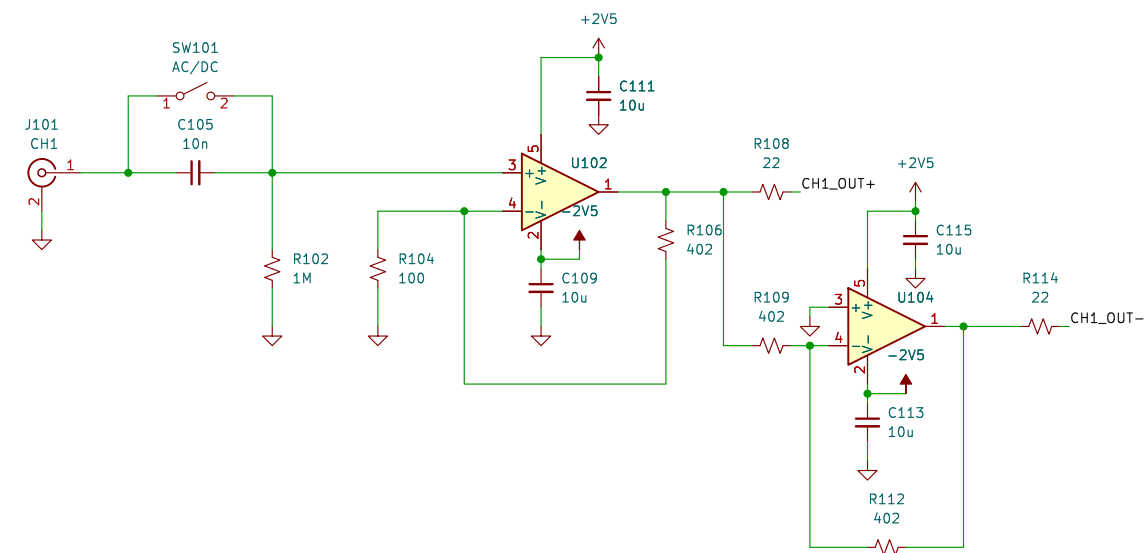 +2V5
SW101
AC/DC
1
2
C111
10u
J101
CH1
C105
10n
1
2
5
U102
3
+
V+
1
4
-
V-
-2V5
2
R108
22
CH1_OUT+
+2V5
R102
1M
R104
100
R106
402
C109
10u
C115
10u
5
U104
R114
22
CH1_OUT-
R109
402
3
+
V+
1
4
-
V-
-2V5
2
C113
10u
R112
402